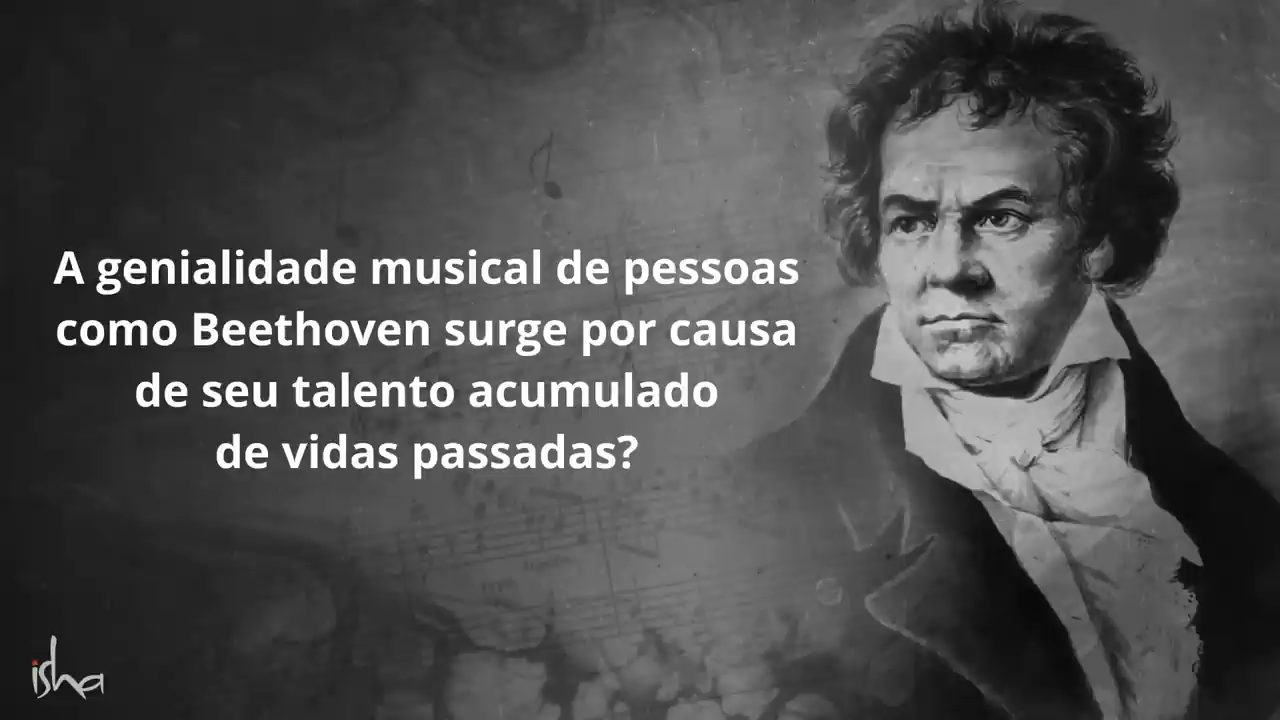 A genialidade musical de pessoas
como Beethoven surge por causa
de seu talento acumulado
de vidas passadas?
isha